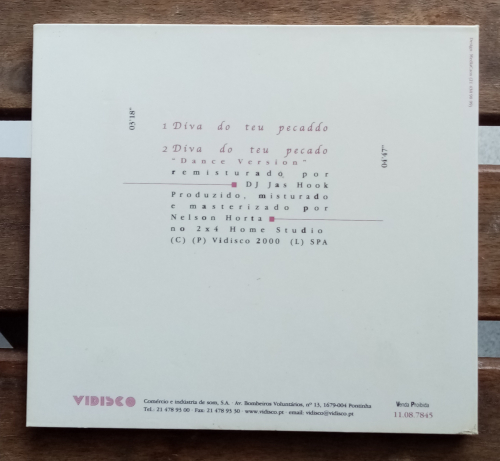 03'18"
1 Diva do teu pecaddo
2 Diva do teu pecado
"Dance Version"
04'47"
remisturado por
DJ Jas Hook
Produzido, misturado
e masterizado por
Nelson Horta
no 2x4 Home Studio
(C) (P) Vidisco 2000 (L) SPA
VIDISCO
Comércio e indústria de som, S.A. Av. Bombeiros Voluntários, nº 13, 1679-004 Pontinha
Tel.: 21 478 93 00 · Fax: 21 478 93 30 · www.vidisco.pt · email: vidisco@vidisco.pt
Venda Proibida
11.08.7845